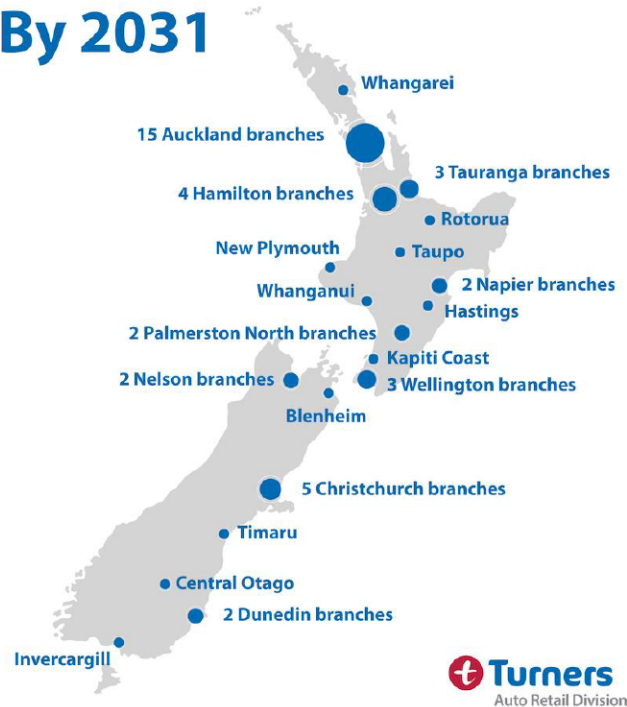 By 2031
Whangarei
15 Auckland branches
3 Tauranga branches
4 Hamilton branches
Rotorua
New Plymouth
Taupo
Whanganui
2 Napier branches
Hastings
2 Palmerston North branches
Kapiti Coast
2 Nelson branches
3 Wellington branches
Blenheim
5 Christchurch branches
Timaru
Central Otago
2 Dunedin branches
Invercargill
t Turners
Auto Retail Division